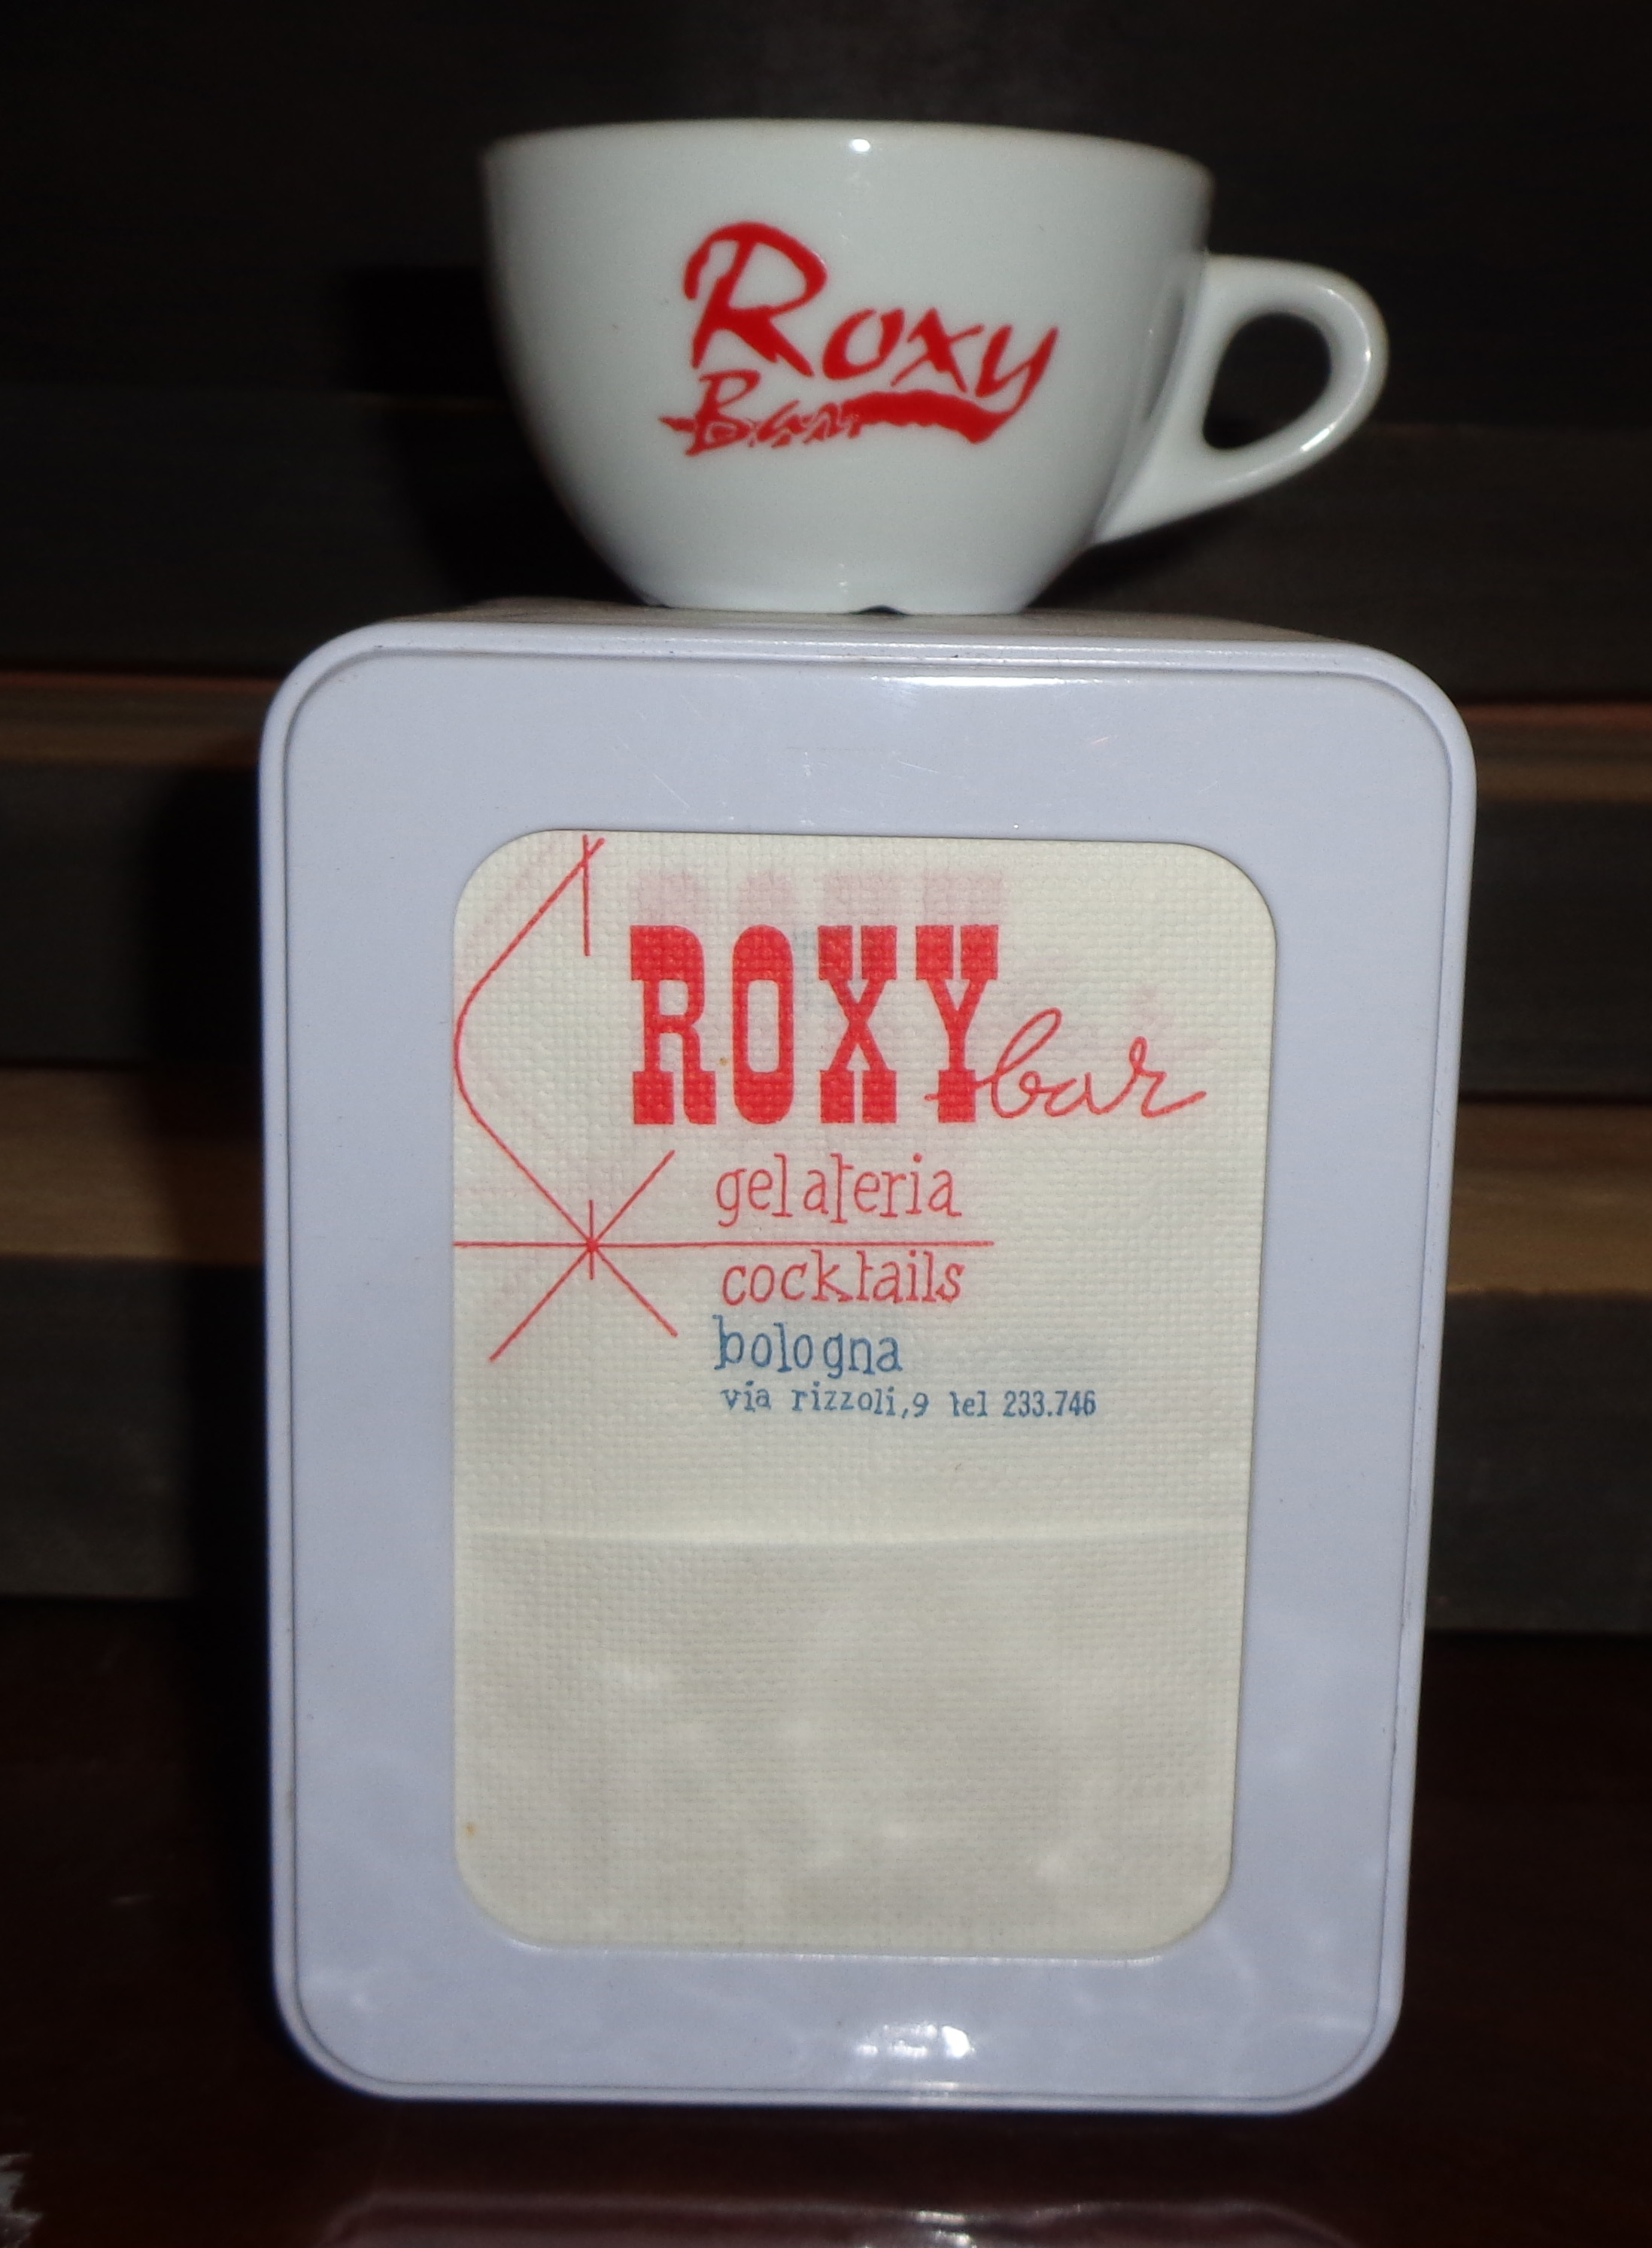 Roxy
Bar
ROXY bar
gelateria
cocktails
bologna
via rizzoli,9 tel 233.746